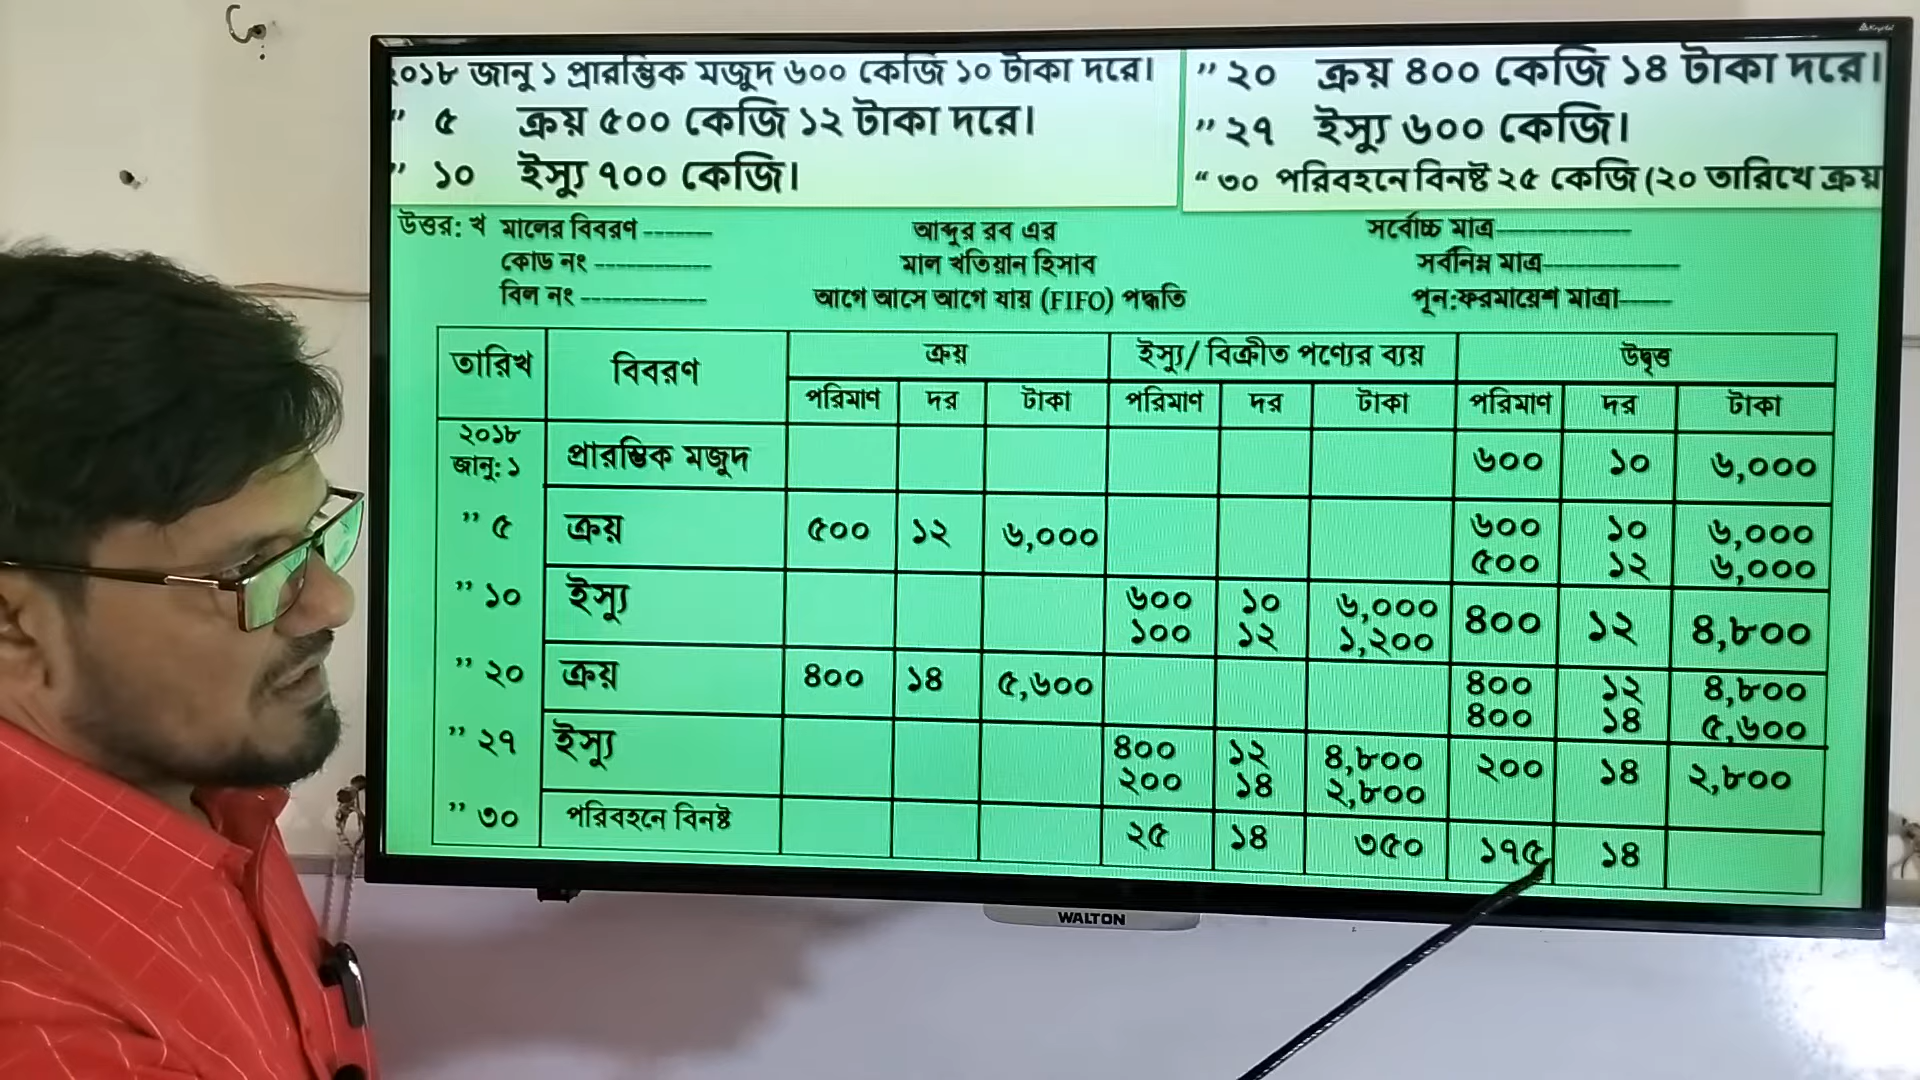 ২০১৮ জানু ১ প্রারম্ভিক মজুদ ৬০০ কেজি ১০ টাকা দরে।
” ৫ ক্রয় ৫০০ কেজি ১২ টাকা দরে।
” ১০ ইস্যু ৭০০ কেজি।
” ২০ ক্রয় ৪০০ কেজি ১৪ টাকা দরে।
” ২৭ ইস্যু ৬০০ কেজি।
“ ৩০ পরিবহনে বিনষ্ট ২৫ কেজি (২০ তারিখে ক্রয়
উত্তর: খ মালের বিবরণ ------ আব্দুর রব এর সর্বোচ্চ মাত্র------------
কোড নং ---------- মাল খতিয়ান হিসাব সর্বনিম্ন মাত্র------------
বিল নং ----------- আগে আসে আগে যায় (FIFO) পদ্ধতি পূন:ফরমায়েশ মাত্রা-----
তারিখ বিবরণ ক্রয় ইস্যু/ বিক্রীত পণ্যের ব্যয় উদ্বৃত্ত
পরিমাণ দর টাকা পরিমাণ দর টাকা পরিমাণ দর টাকা
২০১৮
জানু: ১ প্রারম্ভিক মজুদ ৬০০ ১০ ৬,০০০
” ৫ ক্রয় ৫০০ ১২ ৬,০০০ ৬০০ ১০ ৬,০০০
৫০০ ১২ ৬,০০০
” ১০ ইস্যু ৬০০ ১০ ৬,০০০ ৪০০ ১২ ৪,৮০০
১০০ ১২ ১,২০০
” ২০ ক্রয় ৪০০ ১৪ ৫,৬০০ ৪০০ ১২ ৪,৮০০
৪০০ ১৪ ৫,৬০০
” ২৭ ইস্যু ৪০০ ১২ ৪,৮০০ ২০০ ১৪ ২,৮০০
২০০ ১৪ ২,৮০০
” ৩০ পরিবহনে বিনষ্ট ২৫ ১৪ ৩৫০ ১৭৫ ১৪
WALTON